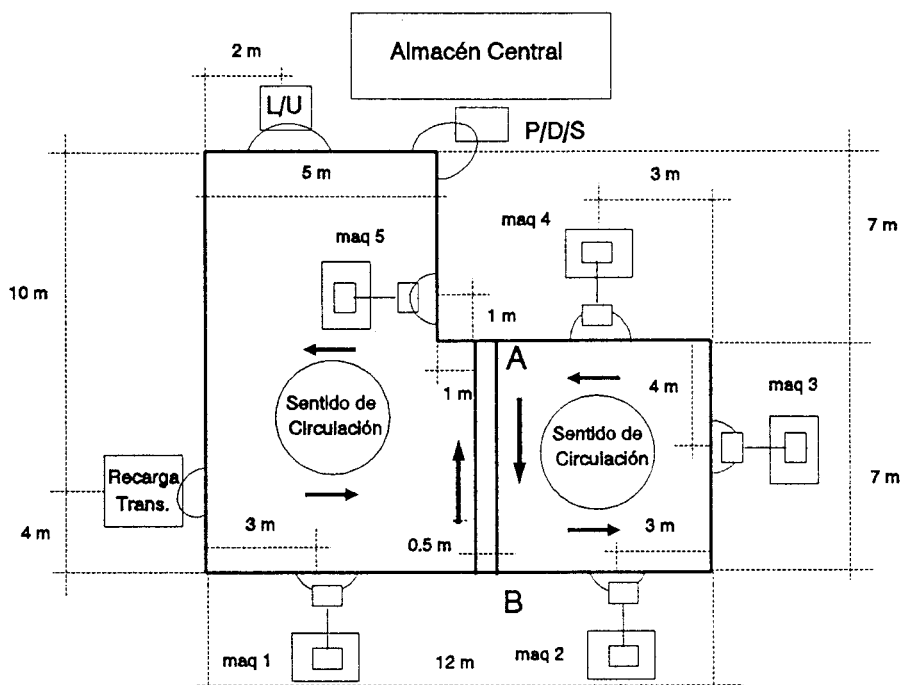 Almacén Central
2 m
L/U
P/D/S
5 m
3 m
maq 4
7 m
maq 5
10 m
1 m
A
1 m
4 m
maq 3
Sentido de
Circulación
Sentido de
Circulación
Recarga
Trans.
7 m
4 m
3 m
0.5 m
3 m
B
maq 1
12 m
maq 2